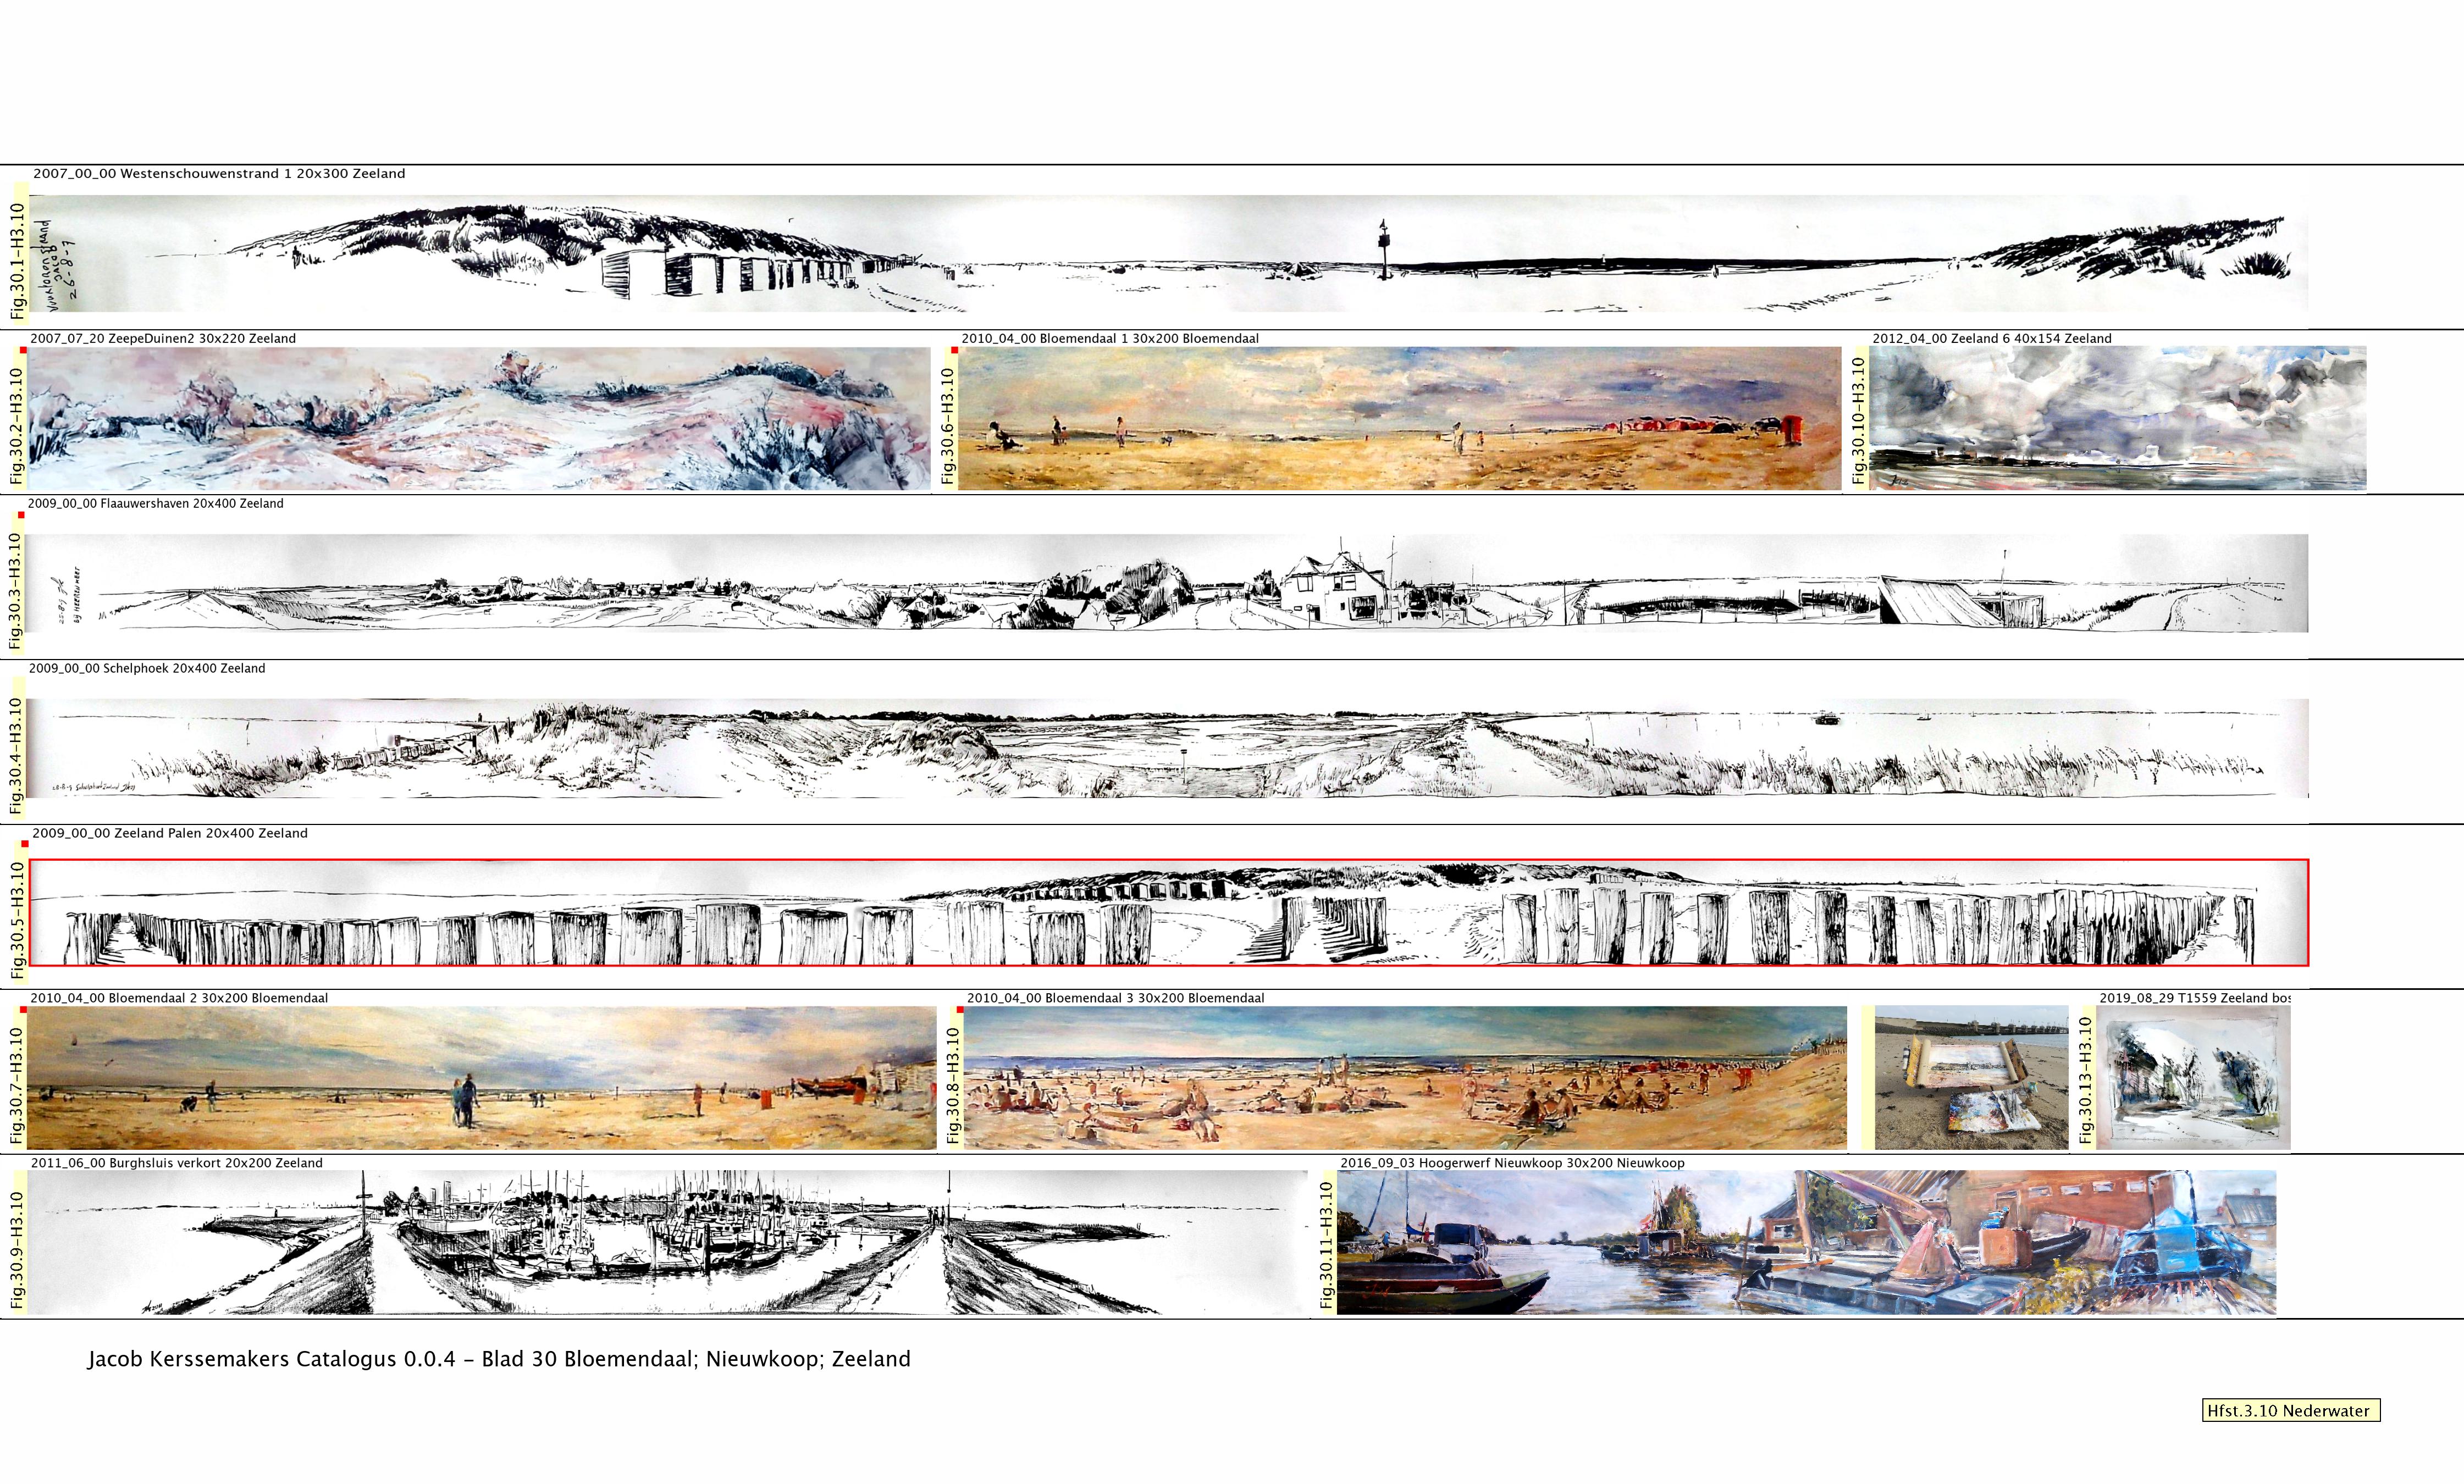 2007_00_00 Westenschouwenstrand 1 20x300 Zeeland
Fig.30.1-H3.10
JACOB
26-8-7
2007_07_20 ZeepeDuinen2 30x220 Zeeland
Fig.30.2-H3.10
2010_04_00 Bloemendaal 1 30x200 Bloemendaal
Fig.30.6-H3.10
2012_04_00 Zeeland 6 40x154 Zeeland
Fig.30.10-H3.10
2009_00_00 Flaauwershaven 20x400 Zeeland
Fig.30.3-H3.10
2009_00_00 Schelphoek 20x400 Zeeland
Fig.30.4-H3.10
2009_00_00 Zeeland Palen 20x400 Zeeland
Fig.30.5-H3.10
2010_04_00 Bloemendaal 2 30x200 Bloemendaal
Fig.30.7-H3.10
2010_04_00 Bloemendaal 3 30x200 Bloemendaal
Fig.30.8-H3.10
2019_08_29 T1559 Zeeland bos
Fig.30.13-H3.10
2011_06_00 Burghsluis verkort 20x200 Zeeland
Fig.30.9-H3.10
2016_09_03 Hoogerwerf Nieuwkoop 30x200 Nieuwkoop
Fig.30.11-H3.10
Jacob Kerssemakers Catalogus 0.0.4 - Blad 30 Bloemendaal; Nieuwkoop; Zeeland
Hfst.3.10 Nederwater